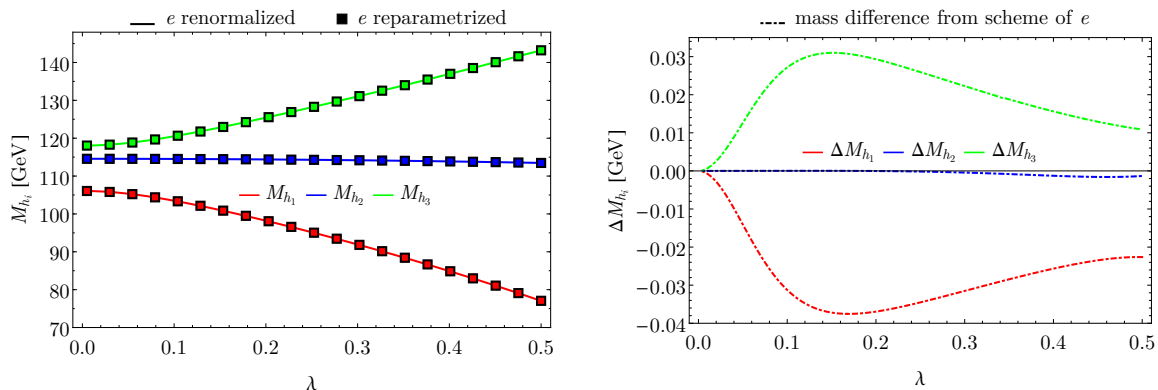 e renormalized e reparametrized
140
130
120
106
100
90
80
70
M_{h_i} [GeV]
M_{h_1} M_{h_2} M_{h_3}
0.0 0.1 0.2 0.3 0.4 0.5
λ
mass difference from scheme of e
0.03
0.02
0.01
0.00
−0.01
−0.02
−0.03
−0.04
ΔM_{h_i} [GeV]
ΔM_{h_1} ΔM_{h_2} ΔM_{h_3}
0.0 0.1 0.2 0.3 0.4 0.5
λ